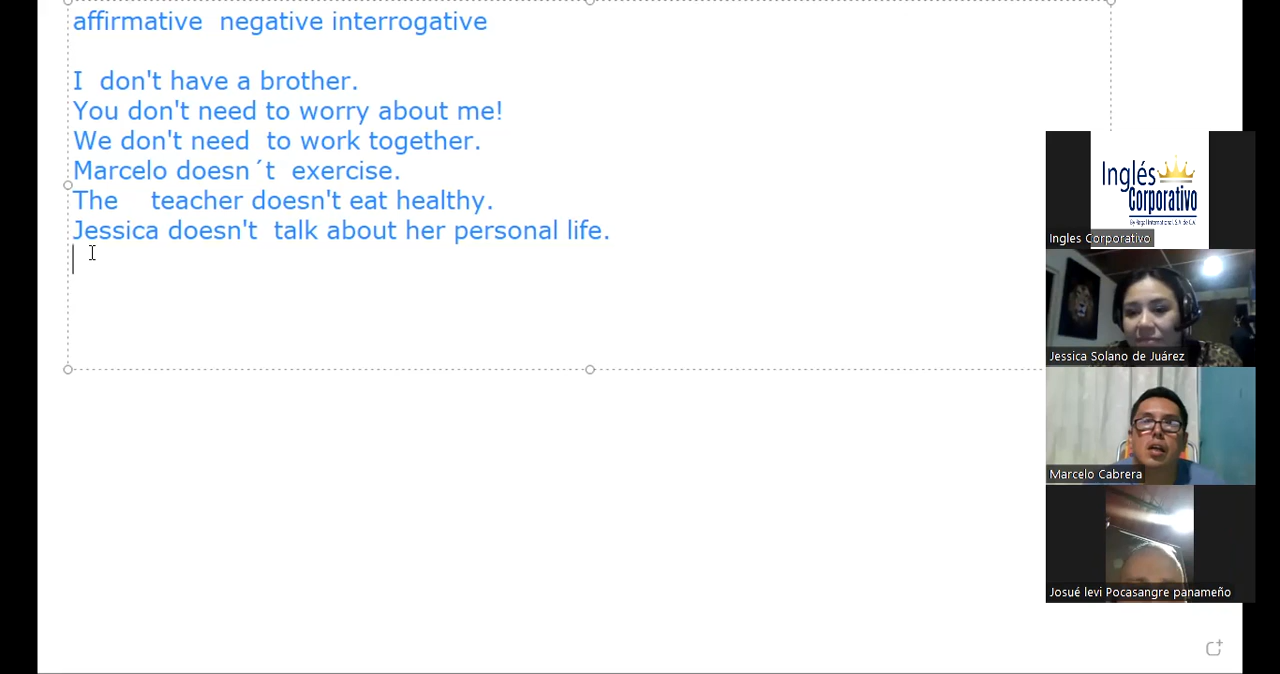 affirmative  negative interrogative
I  don't have a brother.
You don't need to worry about me!
We don't need  to work together.
Marcelo doesn´t  exercise.
The    teacher doesn't eat healthy.
Jessica doesn't  talk about her personal life.
Inglés
Corporativo
Ingles Corporativo
Jessica Solano de Juárez
Marcelo Cabrera
Josué levi Pocasangre panameño